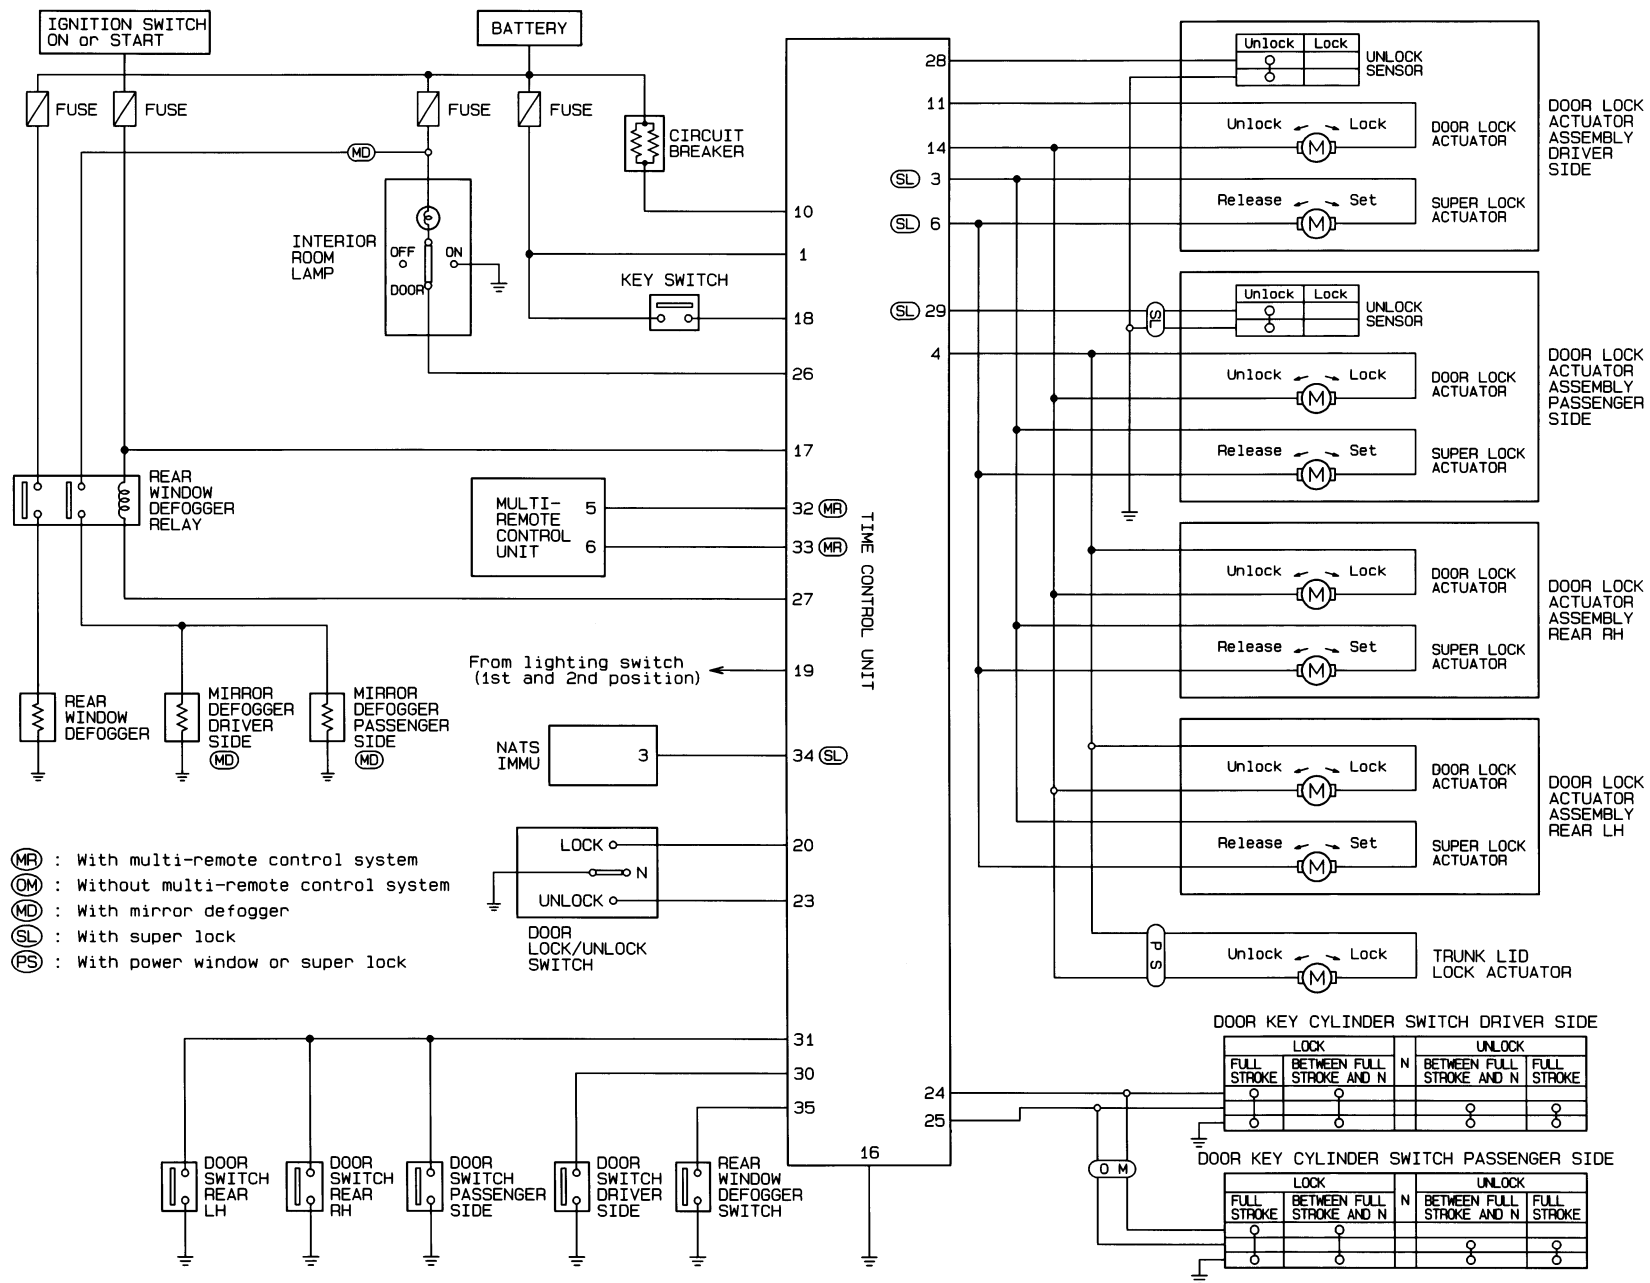 IGNITION SWITCH
ON or START
BATTERY
FUSE
FUSE
FUSE
FUSE
CIRCUIT
BREAKER
MD
INTERIOR
ROOM
LAMP
OFF
ON
DOOR
KEY SWITCH
REAR
WINDOW
DEFOGGER
RELAY
MULTI-
REMOTE
CONTROL
UNIT
5
6
From lighting switch
(1st and 2nd position)
REAR
WINDOW
DEFOGGER
MIRROR
DEFOGGER
DRIVER
SIDE
MD
MIRROR
DEFOGGER
PASSENGER
SIDE
MD
NATS
IMMU
3
LOCK
N
UNLOCK
DOOR
LOCK/UNLOCK
SWITCH
MR : With multi-remote control system
OM : Without multi-remote control system
MD : With mirror defogger
SL : With super lock
PS : With power window or super lock
DOOR
SWITCH
REAR
LH
DOOR
SWITCH
REAR
RH
DOOR
SWITCH
PASSENGER
SIDE
DOOR
SWITCH
DRIVER
SIDE
REAR
WINDOW
DEFOGGER
SWITCH
10
1
18
26
17
32 MR
33 MR
27
19
34 SL
20
23
31
30
35
16
TIME CONTROL UNIT
28
11
14
SL 3
SL 6
SL 29
4
24
25
Unlock Lock
UNLOCK
SENSOR
Unlock Lock
DOOR LOCK
ACTUATOR
M
Release Set
SUPER LOCK
ACTUATOR
M
DOOR LOCK
ACTUATOR
ASSEMBLY
DRIVER
SIDE
SL
Unlock Lock
UNLOCK
SENSOR
Unlock Lock
DOOR LOCK
ACTUATOR
M
Release Set
SUPER LOCK
ACTUATOR
M
DOOR LOCK
ACTUATOR
ASSEMBLY
PASSENGER
SIDE
Unlock Lock
DOOR LOCK
ACTUATOR
M
Release Set
SUPER LOCK
ACTUATOR
M
DOOR LOCK
ACTUATOR
ASSEMBLY
REAR RH
Unlock Lock
DOOR LOCK
ACTUATOR
M
Release Set
SUPER LOCK
ACTUATOR
M
DOOR LOCK
ACTUATOR
ASSEMBLY
REAR LH
PS
Unlock Lock
M
TRUNK LID
LOCK ACTUATOR
DOOR KEY CYLINDER SWITCH DRIVER SIDE
LOCK N UNLOCK
FULL
STROKE
BETWEEN FULL
STROKE AND N
BETWEEN FULL
STROKE AND N
FULL
STROKE
OM
DOOR KEY CYLINDER SWITCH PASSENGER SIDE
LOCK N UNLOCK
FULL
STROKE
BETWEEN FULL
STROKE AND N
BETWEEN FULL
STROKE AND N
FULL
STROKE